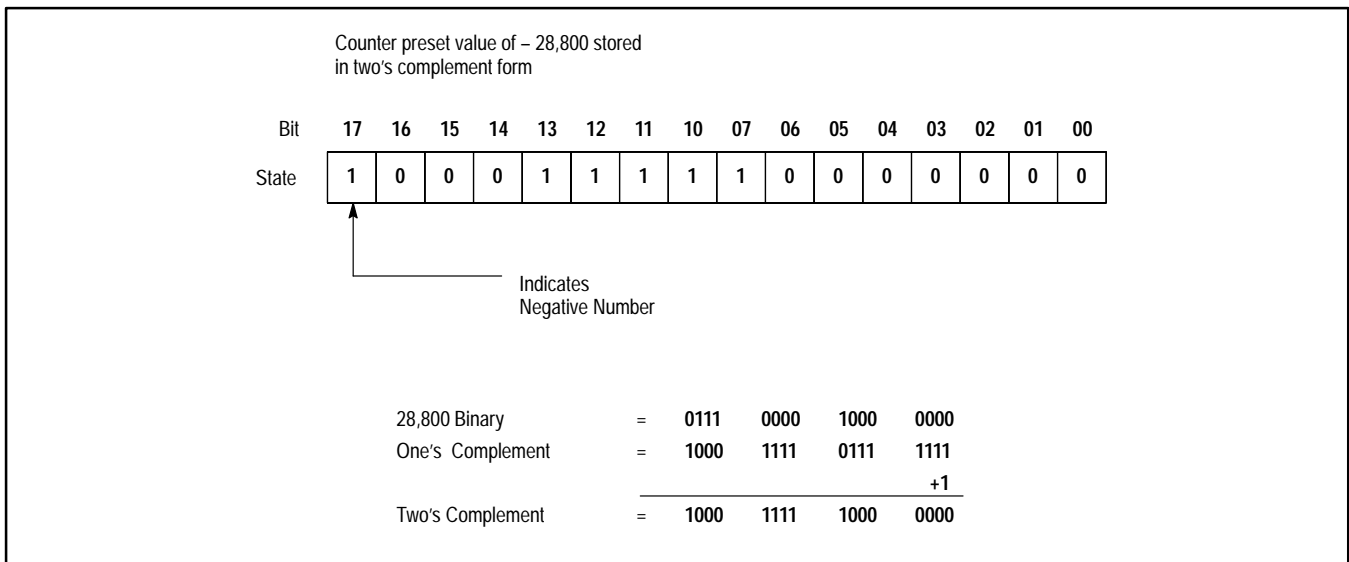 Counter preset value of – 28,800 stored
in two's complement form
Bit 17 16 15 14 13 12 11 10 07 06 05 04 03 02 01 00
State 1 0 0 0 1 1 1 1 1 0 0 0 0 0 0 0
Indicates
Negative Number
28,800 Binary = 0111 0000 1000 0000
One's Complement = 1000 1111 0111 1111
+1
Two's Complement = 1000 1111 1000 0000